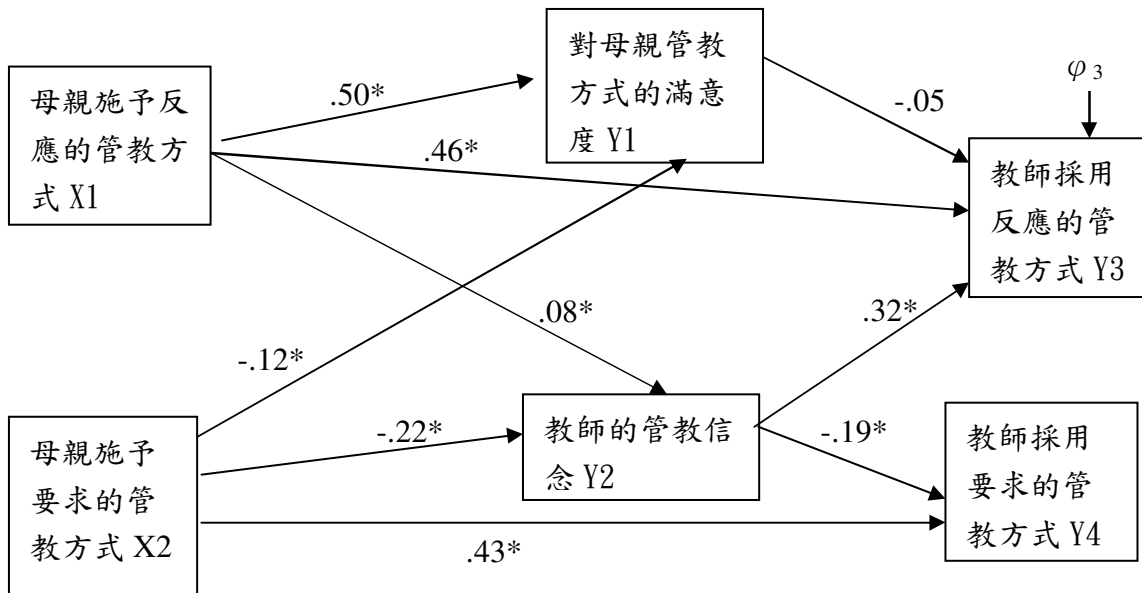 對母親管教
方式的滿意
度 Y1
φ 3
母親施予反
應的管教方
式 X1
.50*
-.05
.46*
教師採用
反應的管
教方式 Y3
.08*
.32*
-.12*
母親施予
要求的管
教方式 X2
-.22*
教師的管教信
念 Y2
-.19*
教師採用
要求的管
教方式 Y4
.43*